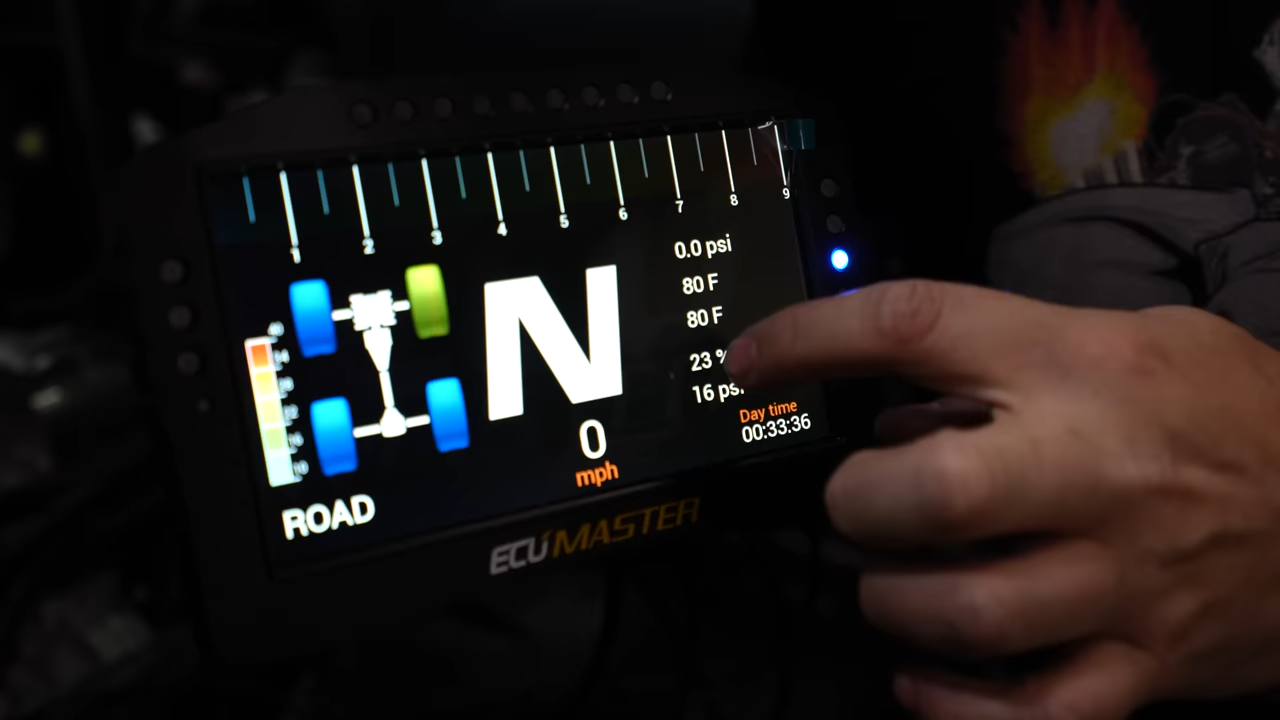 1 2 3 4 5 6 7 8 9
0.0 psi
80 F
80 F
23 %
16 psi
N
0
mph
Day time
00:33:36
ROAD
ECUMASTER